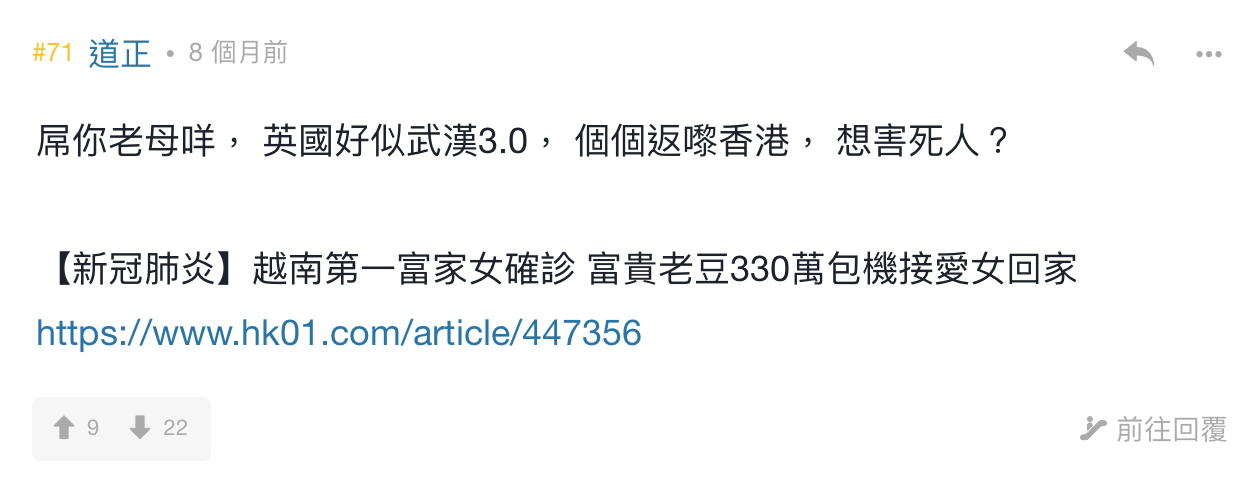 #71 道正 • 8 個月前
屌你老母咩， 英國好似武漢3.0， 個個返嚟香港， 想害死人？
【新冠肺炎】越南第一富家女確診 富貴老豆330萬包機接愛女回家
https://www.hk01.com/article/447356
9 22 前往回覆